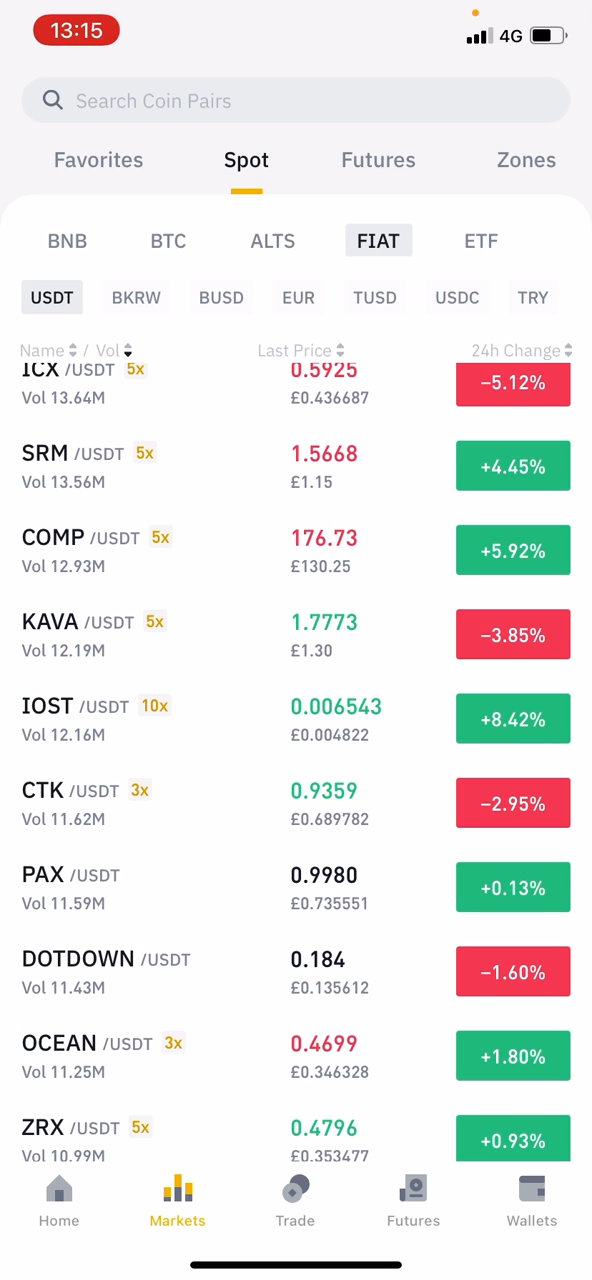 13:15
4G
Search Coin Pairs
Favorites Spot Futures Zones
BNB BTC ALTS FIAT ETF
USDT BKRW BUSD EUR TUSD USDC TRY
Name / Vol Last Price 24h Change
ICX /USDT 5x 0.5925
Vol 13.64M £0.436687 −5.12%
SRM /USDT 5x 1.5668
Vol 13.56M £1.15 +4.45%
COMP /USDT 5x 176.73
Vol 12.93M £130.25 +5.92%
KAVA /USDT 5x 1.7773
Vol 12.19M £1.30 −3.85%
IOST /USDT 10x 0.006543
Vol 12.16M £0.004822 +8.42%
CTK /USDT 3x 0.9359
Vol 11.62M £0.689782 −2.95%
PAX /USDT 0.9980
Vol 11.59M £0.735551 +0.13%
DOTDOWN /USDT 0.184
Vol 11.43M £0.135612 −1.60%
OCEAN /USDT 3x 0.4699
Vol 11.25M £0.346328 +1.80%
ZRX /USDT 5x 0.4796
Vol 10.99M £0.353477 +0.93%
Home Markets Trade Futures Wallets